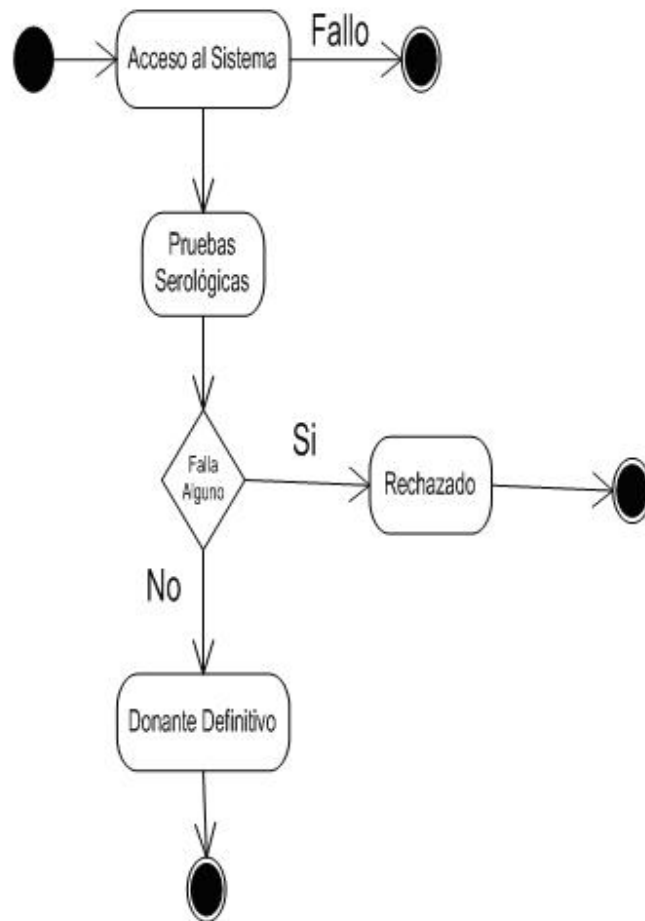 Fallo
Acceso al Sistema
Pruebas
Serológicas
Falla
Alguno
Si
Rechazado
No
Donante Definitivo